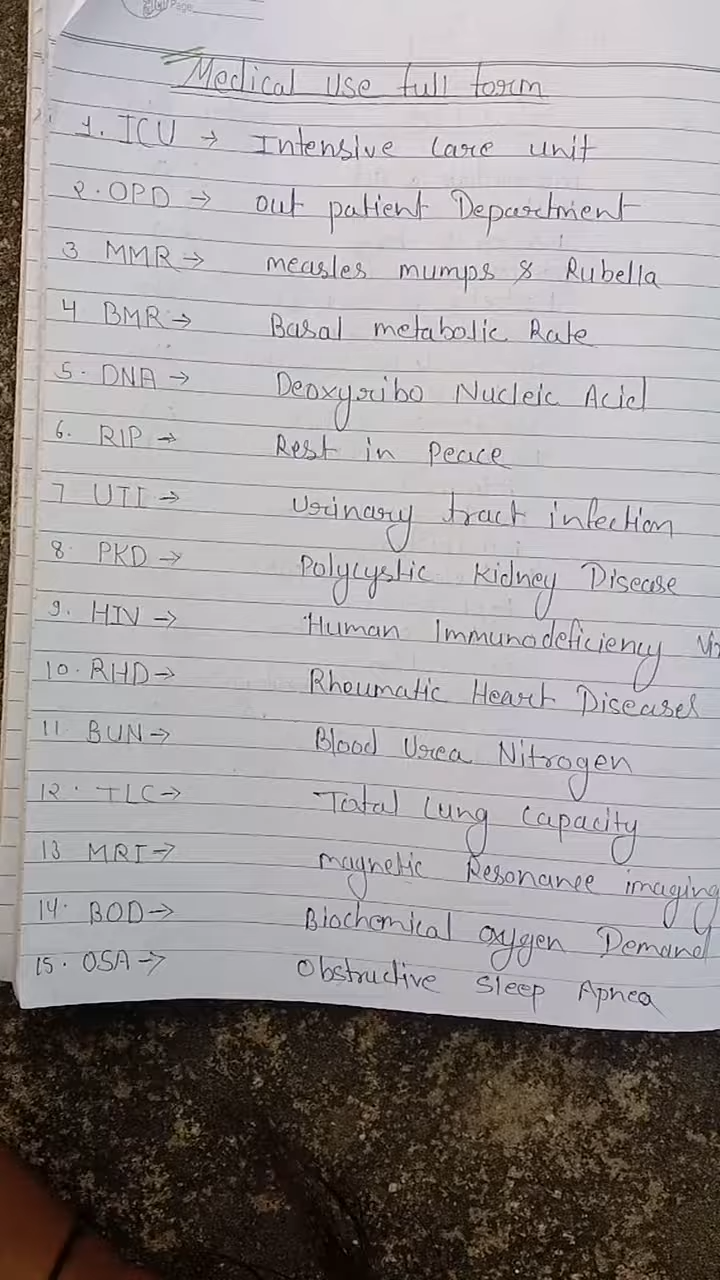 Page
Medical Use full form
1. ICU → Intensive Care unit
2. OPD → out patient Department
3 MMR → measles mumps & Rubella
4 BMR → Basal metabolic Rate
5. DNA → Deoxyribo Nucleic Acid
6. RIP → Rest in peace
7 UTI → Urinary tract infection
8. PKD → Polycystic Kidney Disease
9. HIV → Human Immunodeficiency
10. RHD → Rheumatic Heart Diseases
11 BUN → Blood Urea Nitrogen
12. TLC → Total Lung Capacity
13 MRI → magnetic Resonance imaging
14. BOD → Biochemical oxygen Demand
15. OSA → Obstructive Sleep Apnea